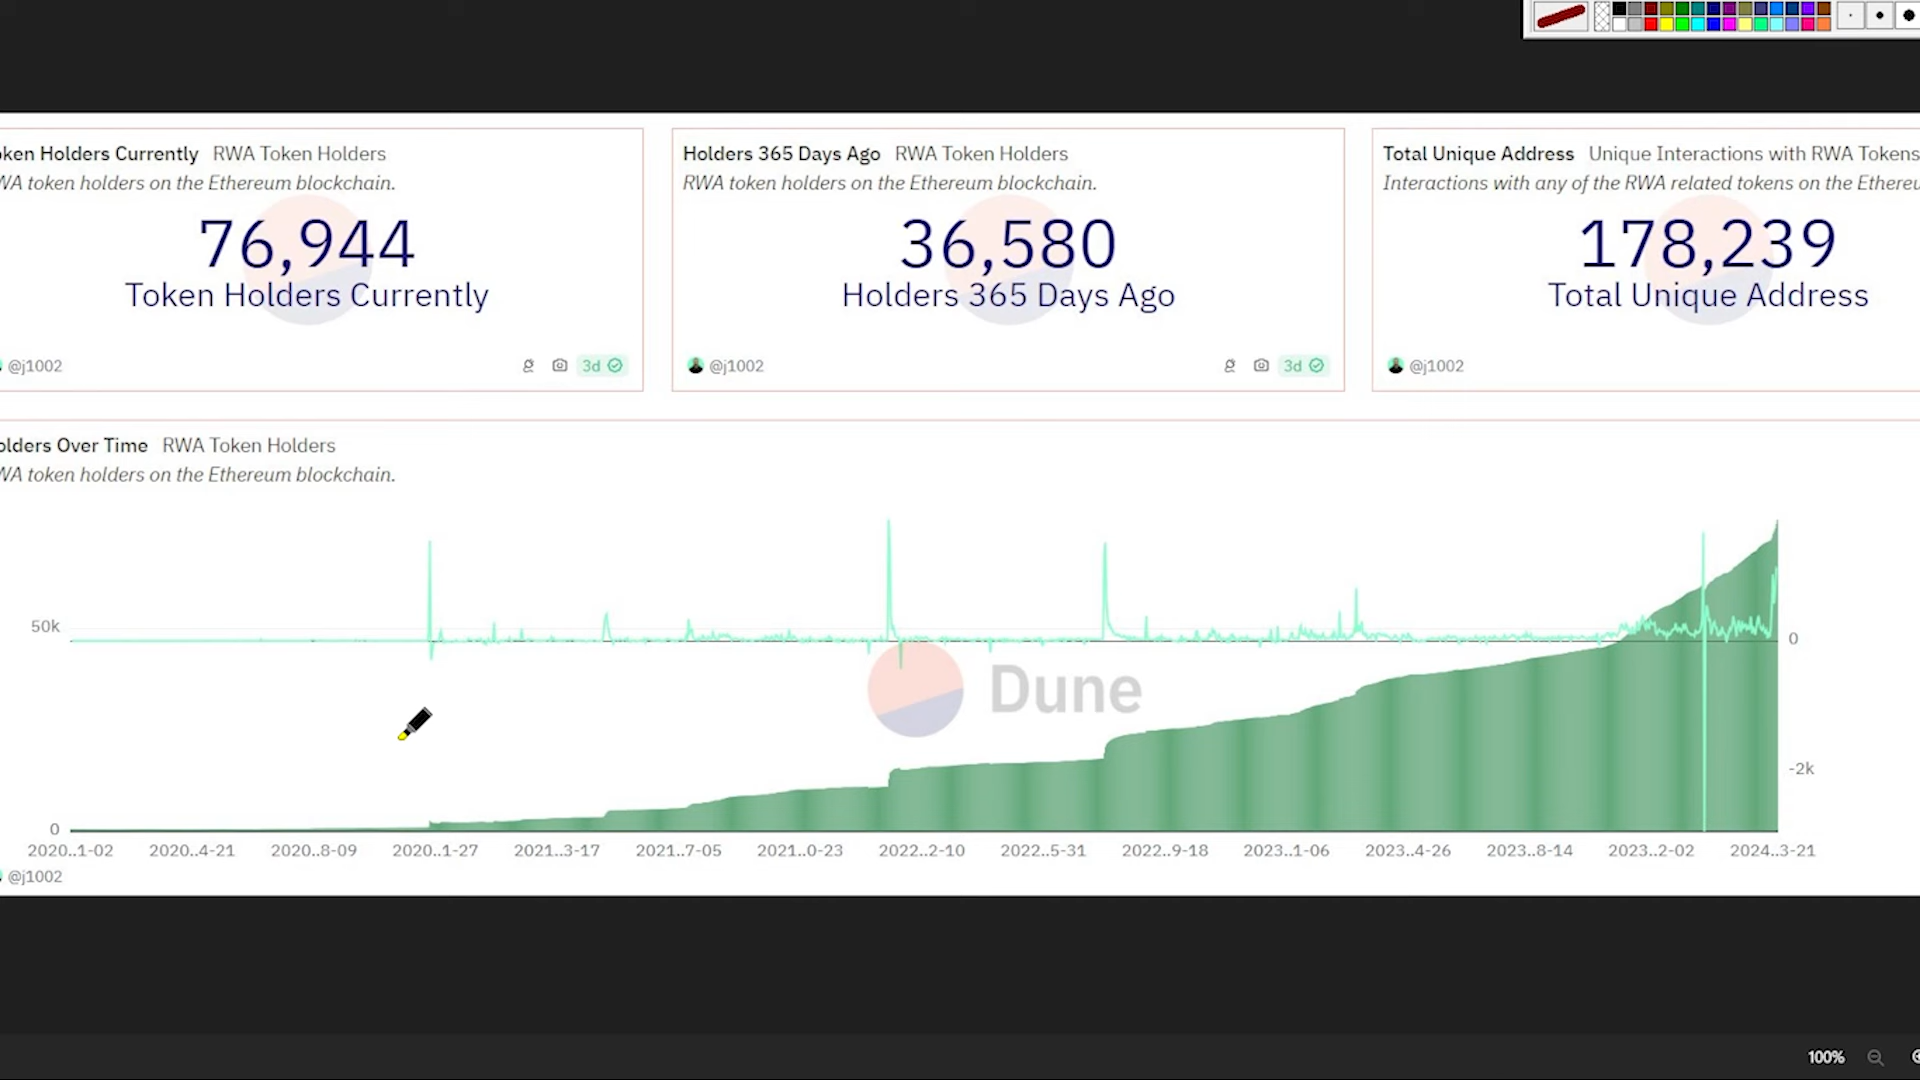 oken Holders Currently RWA Token Holders
WA token holders on the Ethereum blockchain.
76,944
Token Holders Currently
@j1002
3d
Holders 365 Days Ago RWA Token Holders
RWA token holders on the Ethereum blockchain.
36,580
Holders 365 Days Ago
@j1002
3d
Total Unique Address Unique Interactions with RWA Tokens
Interactions with any of the RWA related tokens on the Ethereu
178,239
Total Unique Address
@j1002
olders Over Time RWA Token Holders
WA token holders on the Ethereum blockchain.
50k
0
0
-2k
Dune
2020..1-02 2020..4-21 2020..8-09 2020..1-27 2021..3-17 2021..7-05 2021..0-23 2022..2-10 2022..5-31 2022..9-18 2023..1-06 2023..4-26 2023..8-14 2023..2-02 2024..3-21
@j1002
100%